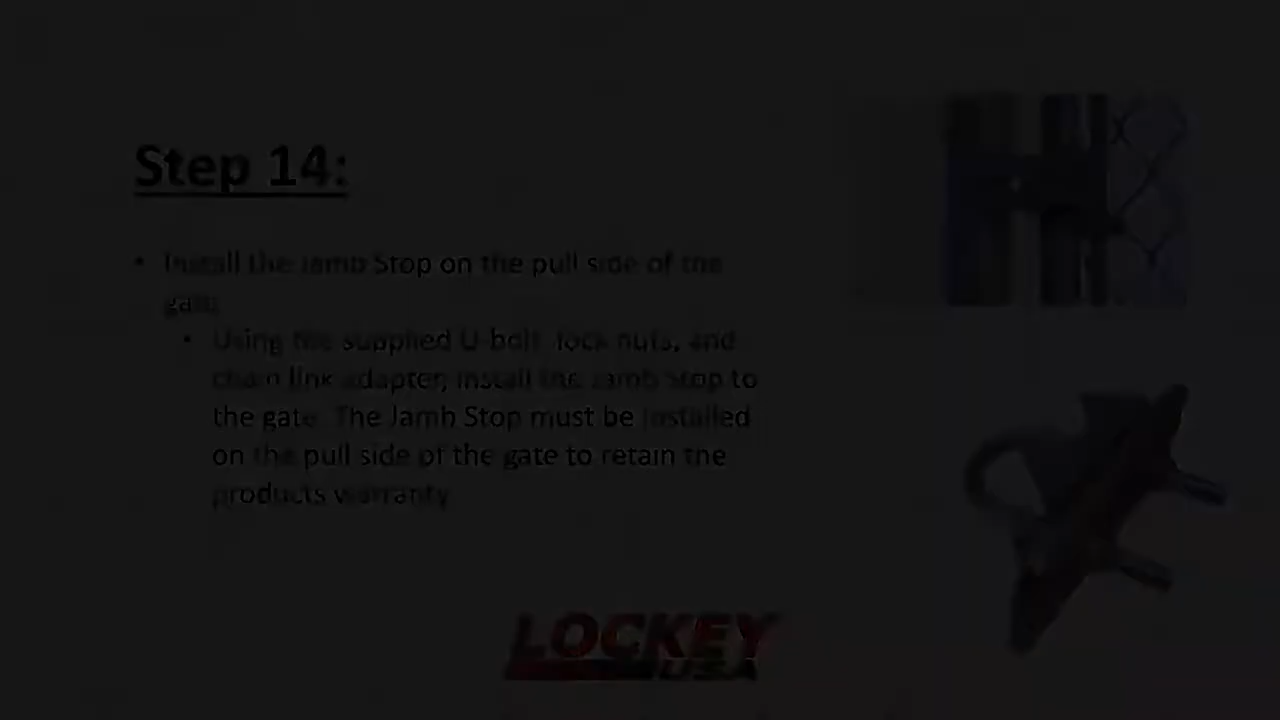 Step 14:
• Install the Jamb Stop on the pull side of the
gate.
• Using the supplied U-bolt, lock nuts, and
chain link adapter, install the Jamb Stop to
the gate. The Jamb Stop must be installed
on the pull side of the gate to retain the
products warranty
LOCKEY
USA